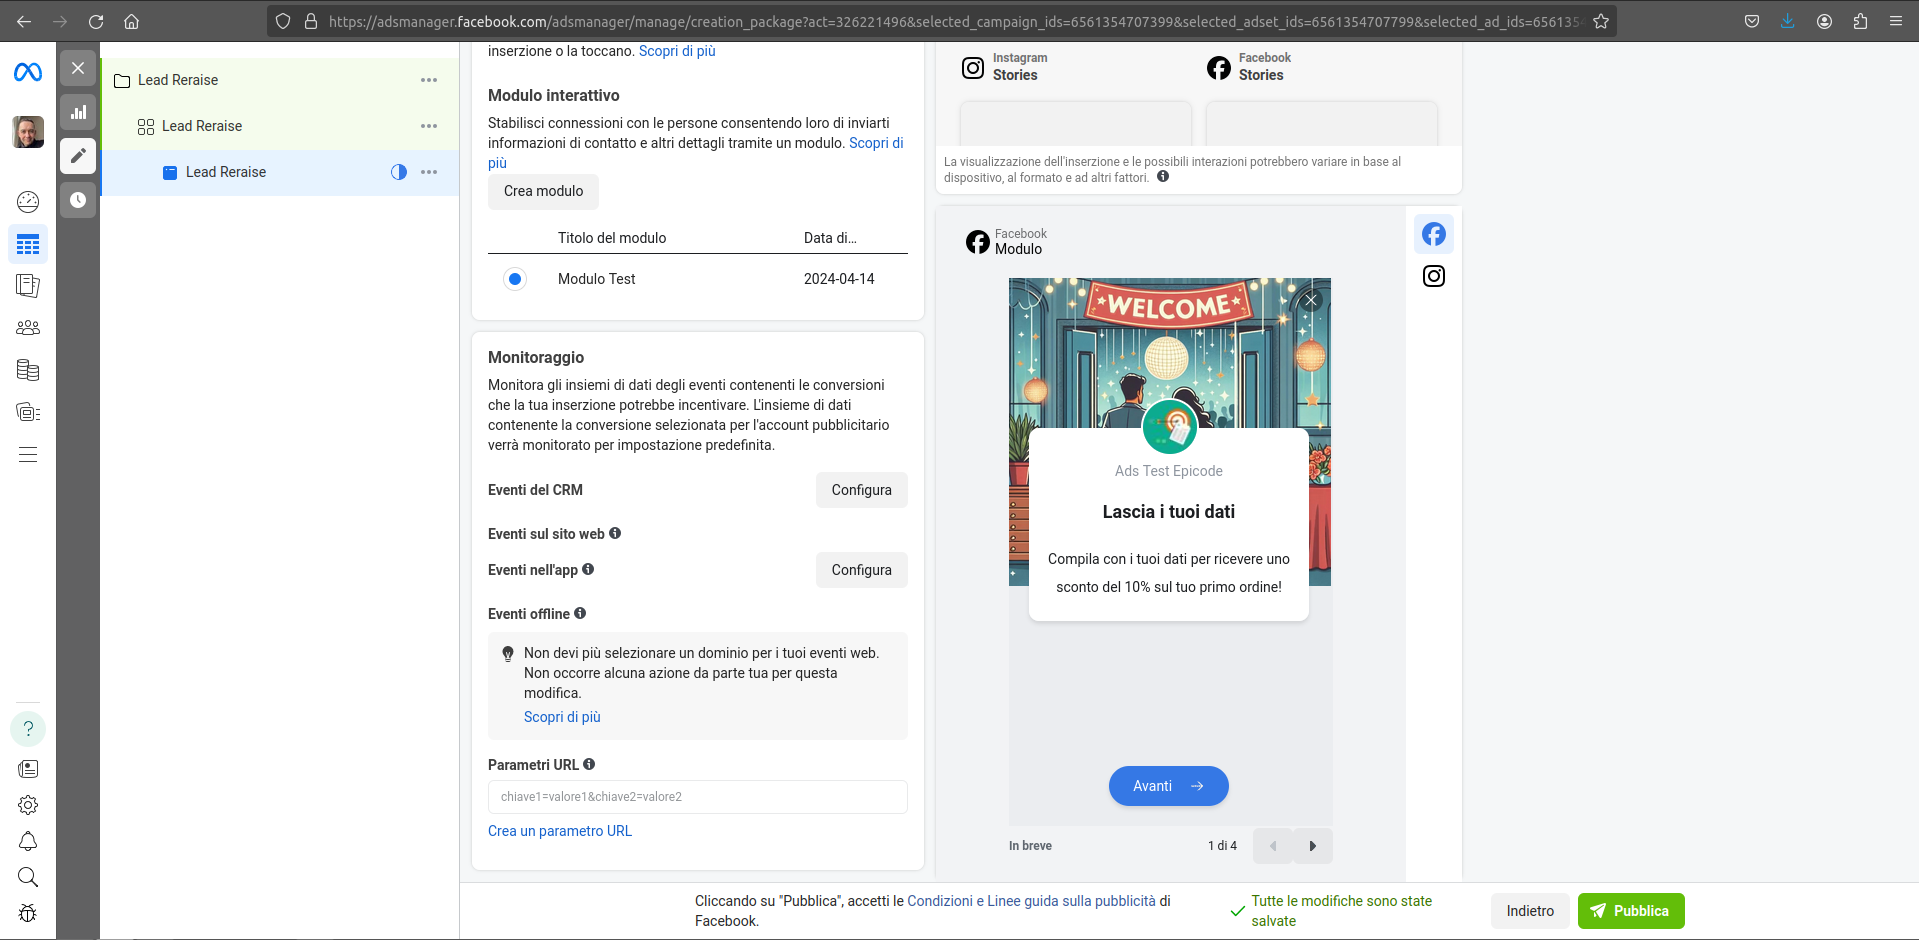 https://adsmanager.facebook.com/adsmanager/manage/creation_package?act=326221496&selected_campaign_ids=6561354707399&selected_adset_ids=6561354707799&selected_ad_ids=656135
Lead Reraise
Lead Reraise
Lead Reraise
inserzione o la toccano. Scopri di più
Modulo interattivo
Stabilisci connessioni con le persone consentendo loro di inviarti
informazioni di contatto e altri dettagli tramite un modulo. Scopri di
più
Crea modulo
Titolo del modulo Data di...
Modulo Test 2024-04-14
Monitoraggio
Monitora gli insiemi di dati degli eventi contenenti le conversioni
che la tua inserzione potrebbe incentivare. L'insieme di dati
contenente la conversione selezionata per l'account pubblicitario
verrà monitorato per impostazione predefinita.
Eventi del CRM Configura
Eventi sul sito web
Eventi nell'app Configura
Eventi offline
Non devi più selezionare un dominio per i tuoi eventi web.
Non occorre alcuna azione da parte tua per questa
modifica.
Scopri di più
Parametri URL
chiave1=valore1&chiave2=valore2
Crea un parametro URL
Instagram
Stories
Facebook
Stories
La visualizzazione dell'inserzione e le possibili interazioni potrebbero variare in base al
dispositivo, al formato e ad altri fattori.
Facebook
Modulo
WELCOME
Ads Test Epicode
Lascia i tuoi dati
Compila con i tuoi dati per ricevere uno
sconto del 10% sul tuo primo ordine!
Avanti
In breve 1 di 4
Cliccando su "Pubblica", accetti le Condizioni e Linee guida sulla pubblicità di
Facebook.
Tutte le modifiche sono state
salvate
Indietro
Pubblica